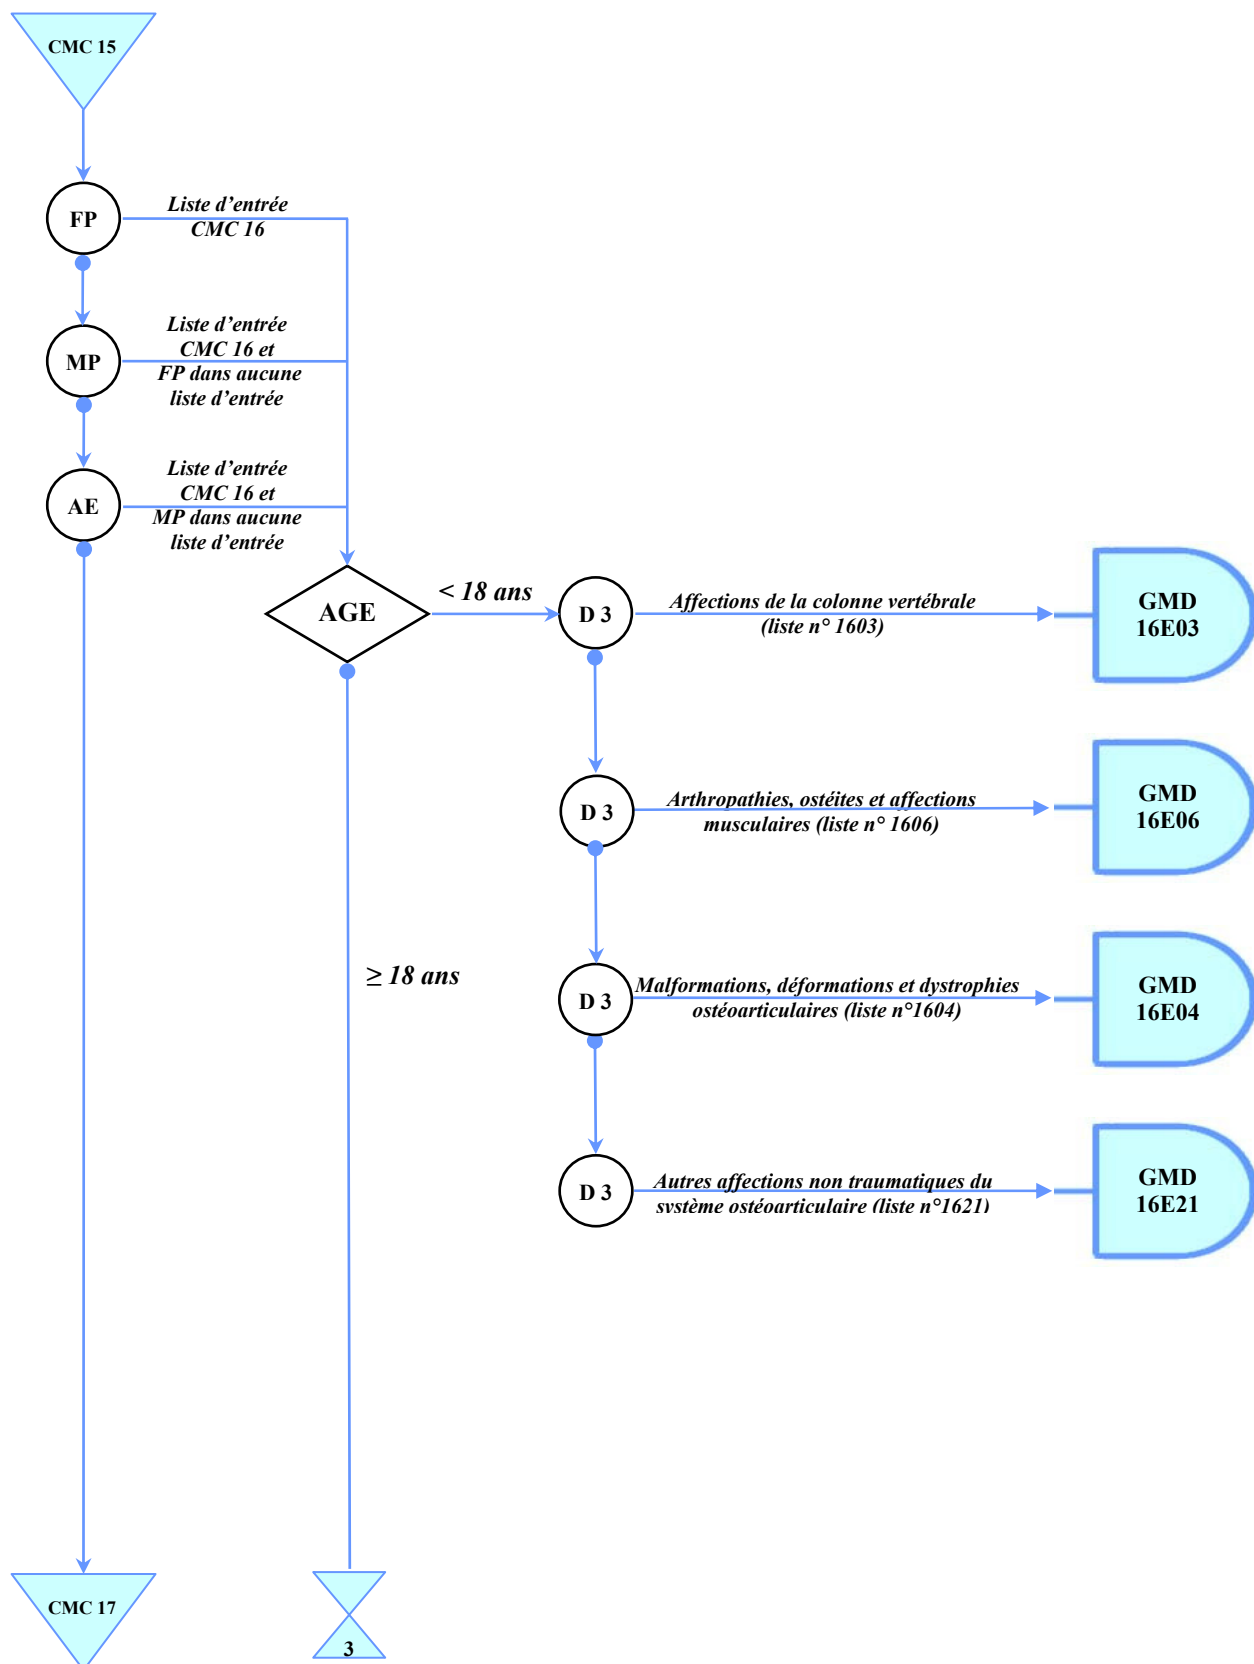 CMC 15
FP
Liste d’entrée
CMC 16
MP
Liste d’entrée
CMC 16 et
FP dans aucune
liste d’entrée
AE
Liste d’entrée
CMC 16 et
MP dans aucune
liste d’entrée
AGE
< 18 ans
D 3
Affections de la colonne vertébrale
(liste n° 1603)
GMD
16E03
D 3
Arthropathies, ostéites et affections
musculaires (liste n° 1606)
GMD
16E06
≥ 18 ans
D 3
Malformations, déformations et dystrophies
ostéoarticulaires (liste n°1604)
GMD
16E04
D 3
Autres affections non traumatiques du
système ostéoarticulaire (liste n°1621)
GMD
16E21
CMC 17
3